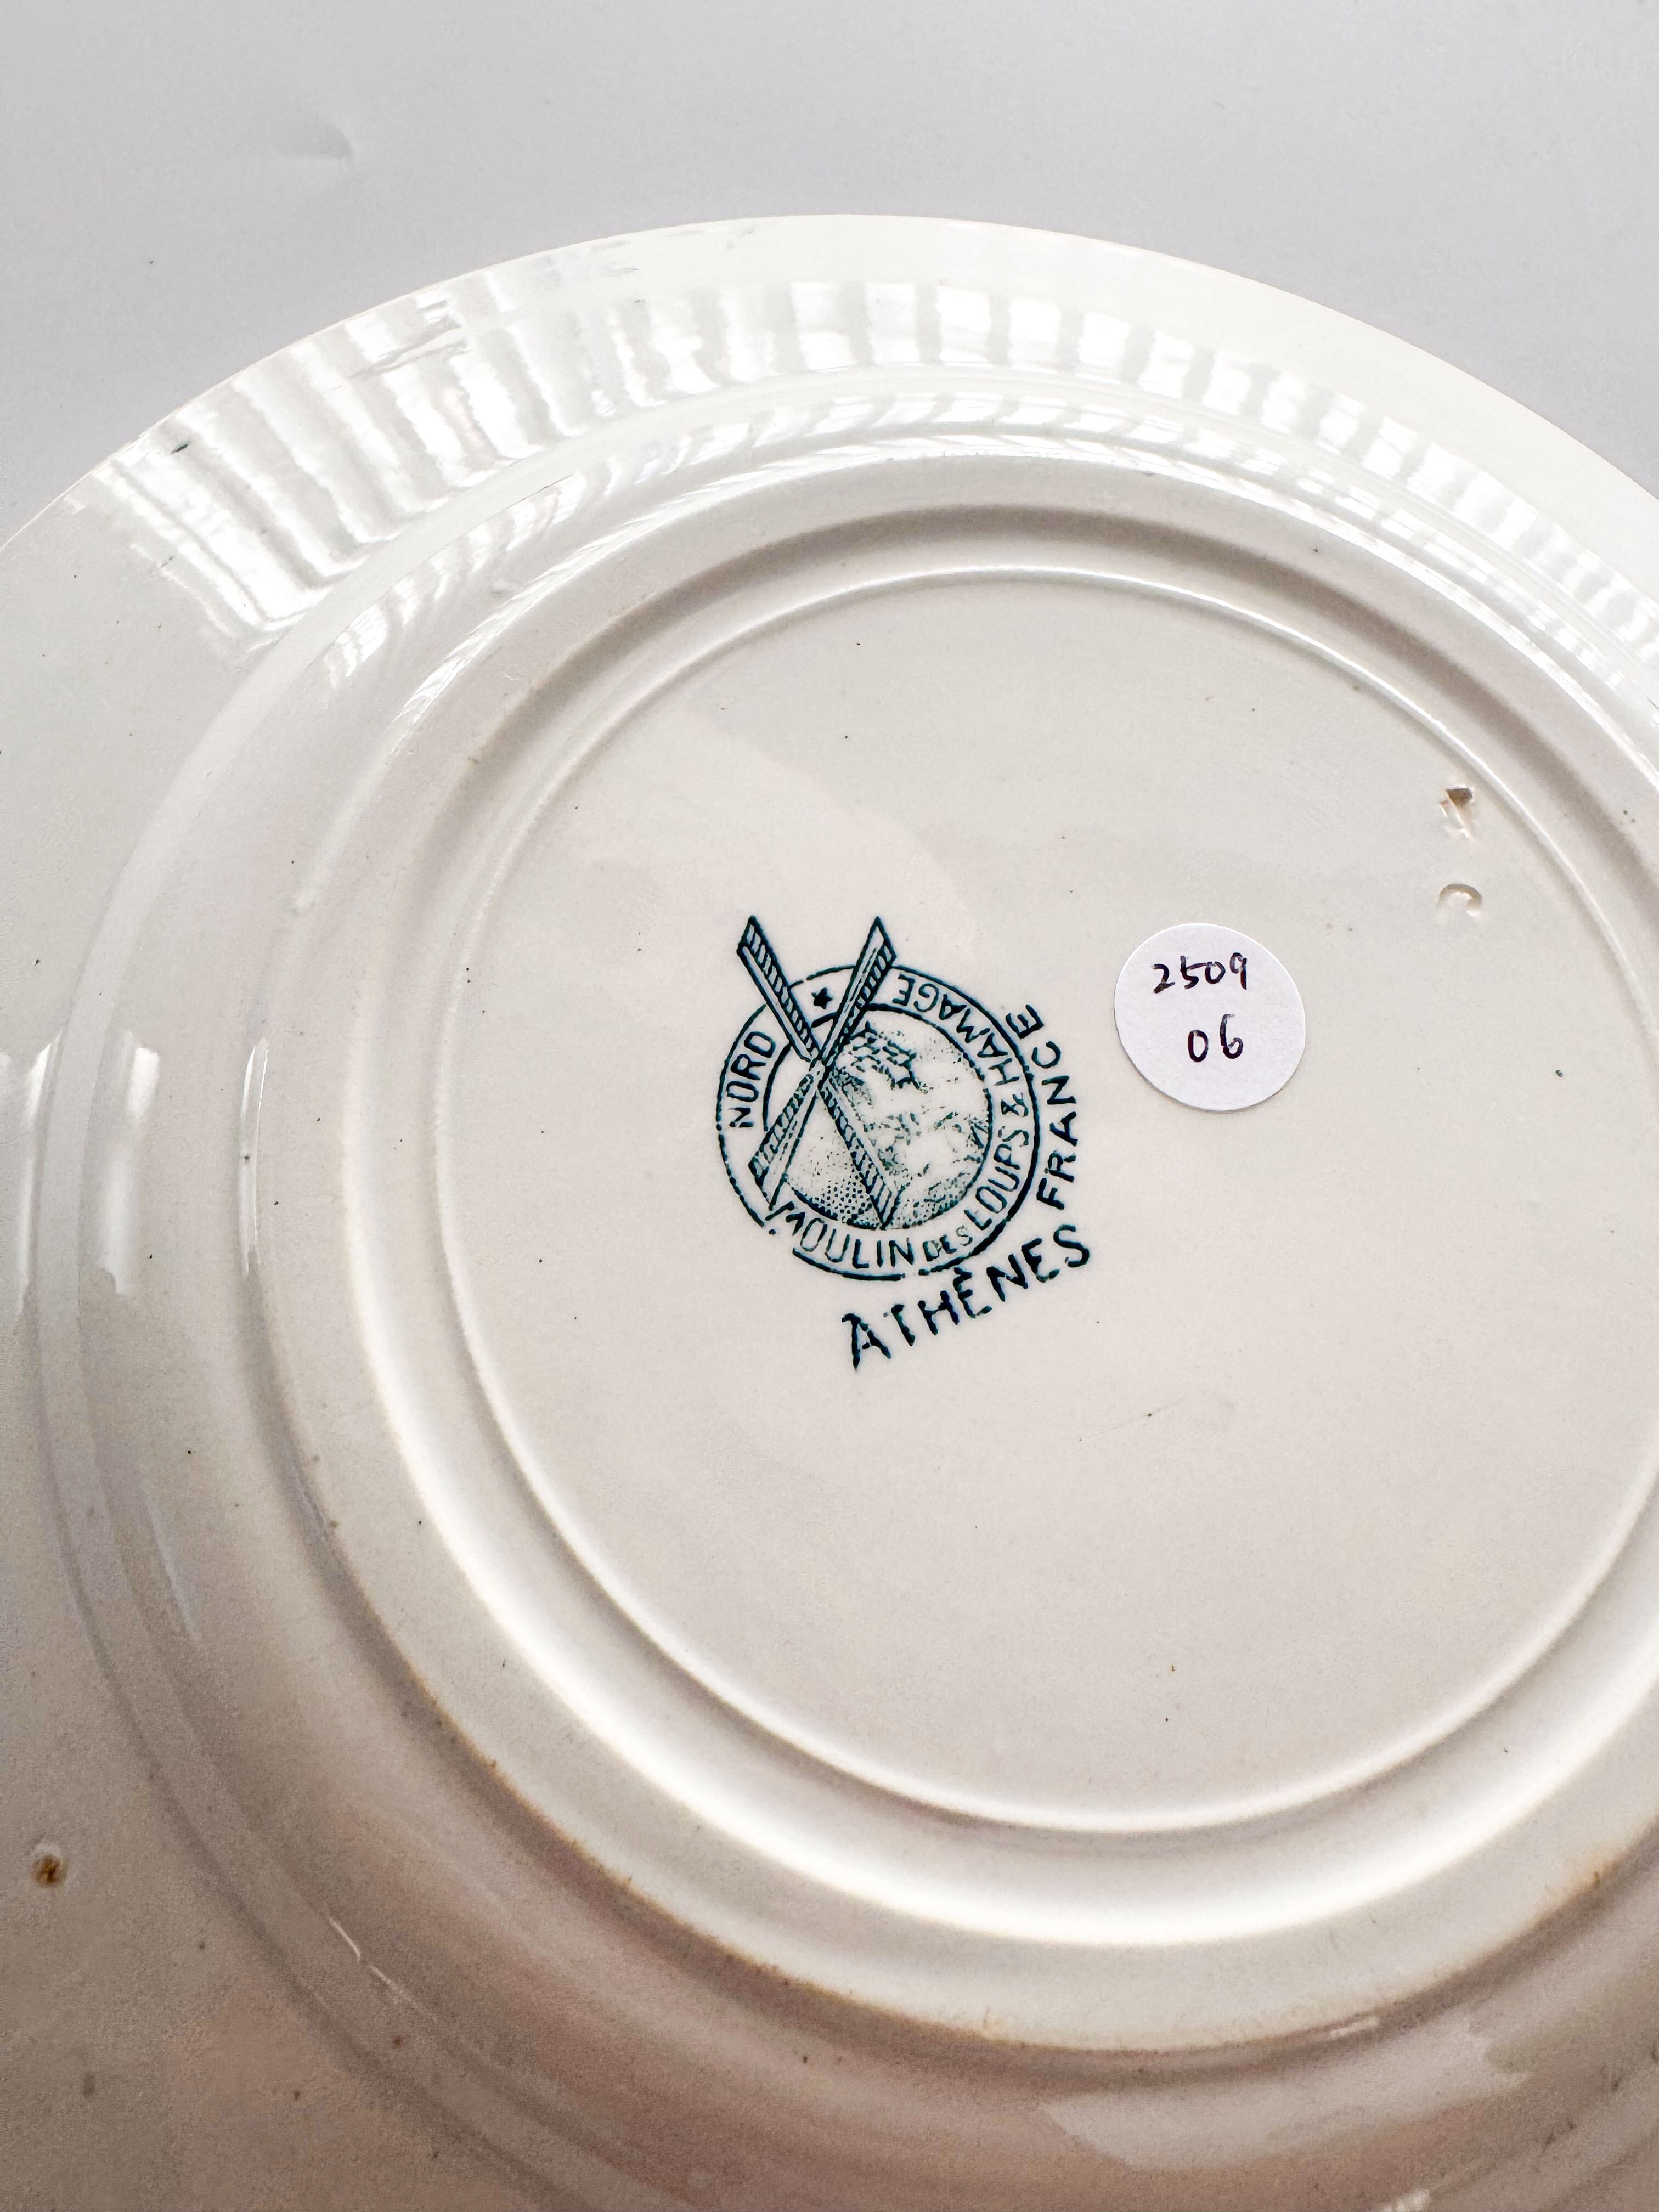 NORD ★ MOULIN DES LOUPS & HAMAGE
FRANCE
ATHÈNES
2509
06